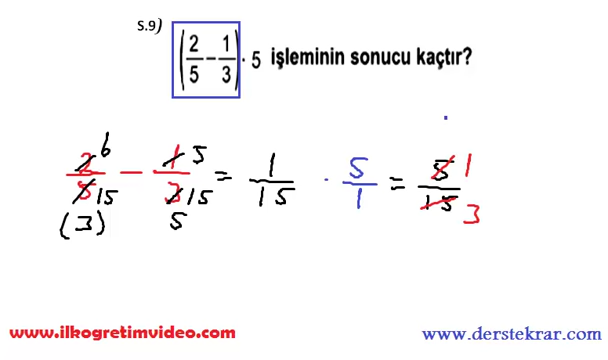 S.9)
(2/5 − 1/3) · 5 işleminin sonucu kaçtır?
2/5 6/15 − 1/3 5/15 = 1/15 · 5/1 = 5/15 1/3
(3) 5
www.ilkogretimvideo.com
www.derstekrar.com